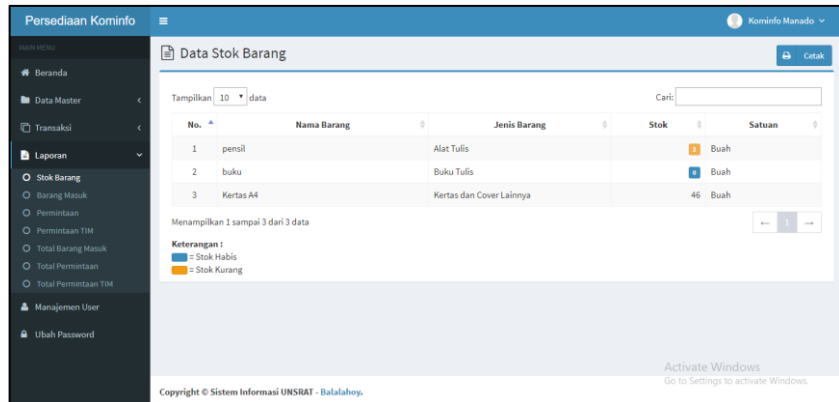 Persediaan Kominfo
Kominfo Manado
MAIN MENU
Beranda
Data Master
Transaksi
Laporan
Stok Barang
Barang Masuk
Permintaan
Permintaan TIM
Total Barang Masuk
Total Permintaan
Total Permintaan TIM
Manajemen User
Ubah Password
Data Stok Barang
Cetak
Tampilkan 10 data
Cari:
No. Nama Barang Jenis Barang Stok Satuan
1 pensil Alat Tulis 2 Buah
2 buku Buku Tulis 0 Buah
3 Kertas A4 Kertas dan Cover Lainnya 46 Buah
Menampilkan 1 sampai 3 dari 3 data
← 1 →
Keterangan :
= Stok Habis
= Stok Kurang
Activate Windows
Go to Settings to activate Windows.
Copyright © Sistem Informasi UNSRAT - Balalahoy.